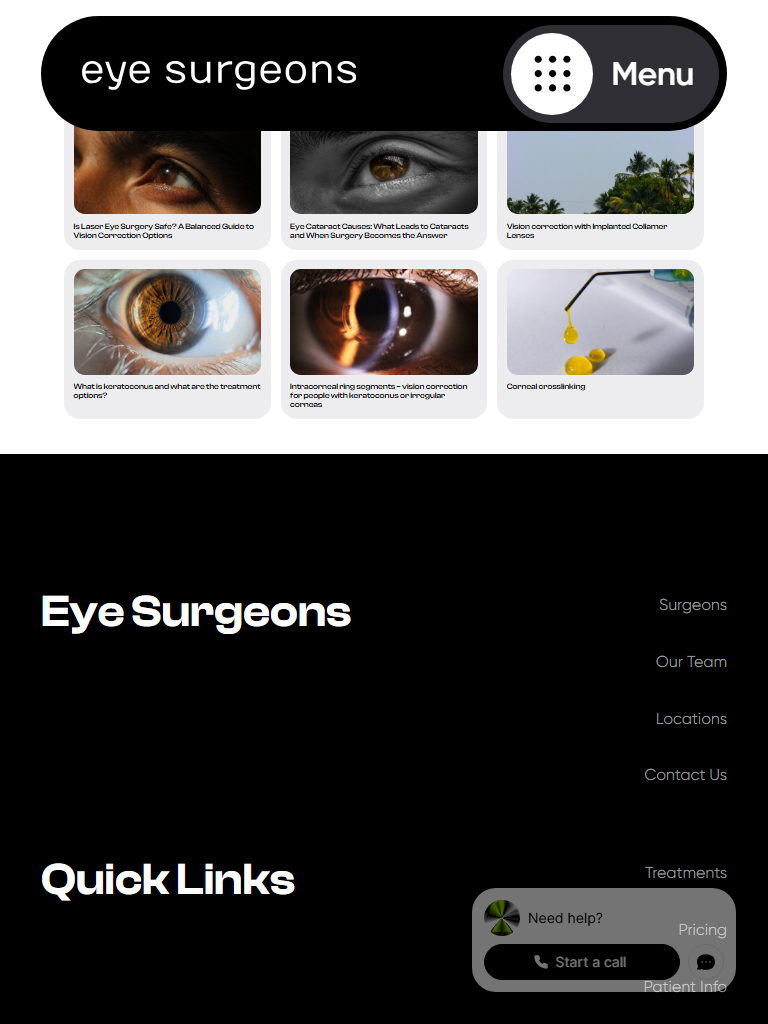 eye surgeons
Menu
Is Laser Eye Surgery Safe? A Balanced Guide to
Vision Correction Options
Eye Cataract Causes: What Leads to Cataracts
and When Surgery Becomes the Answer
Vision correction with Implanted Collamer
Lenses
What is keratoconus and what are the treatment
options?
Intracorneal ring segments – vision correction
for people with keratoconus or irregular
corneas
Corneal crosslinking
Eye Surgeons
Surgeons
Our Team
Locations
Contact Us
Quick Links
Treatments
Need help?
Pricing
Start a call
Patient Info